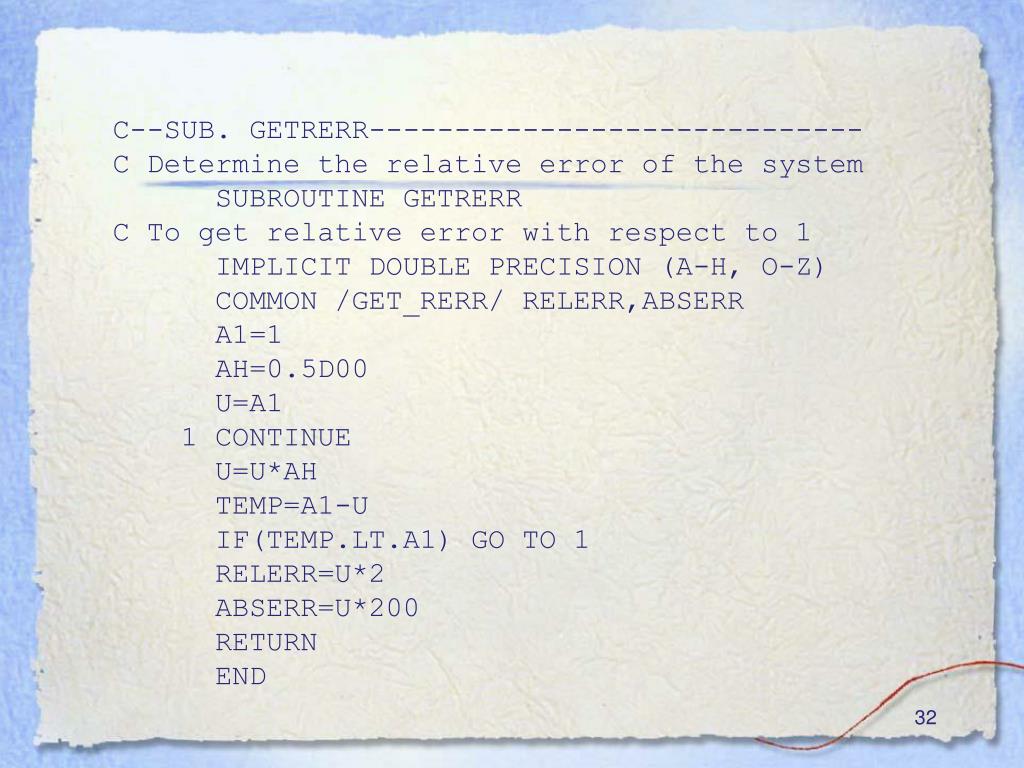 C--SUB. GETRERR-----------------------------
C Determine the relative error of the system
      SUBROUTINE GETRERR
C To get relative error with respect to 1
      IMPLICIT DOUBLE PRECISION (A-H, O-Z)
      COMMON /GET_RERR/ RELERR,ABSERR
      A1=1
      AH=0.5D00
      U=A1
    1 CONTINUE
      U=U*AH
      TEMP=A1-U
      IF(TEMP.LT.A1) GO TO 1
      RELERR=U*2
      ABSERR=U*200
      RETURN
      END
32